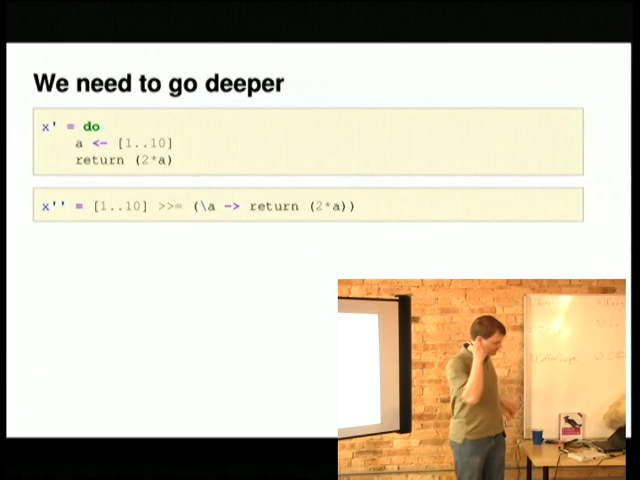 We need to go deeper
x' = do
a <- [1..10]
return (2*a)
x'' = [1..10] >>= (\a -> return (2*a))